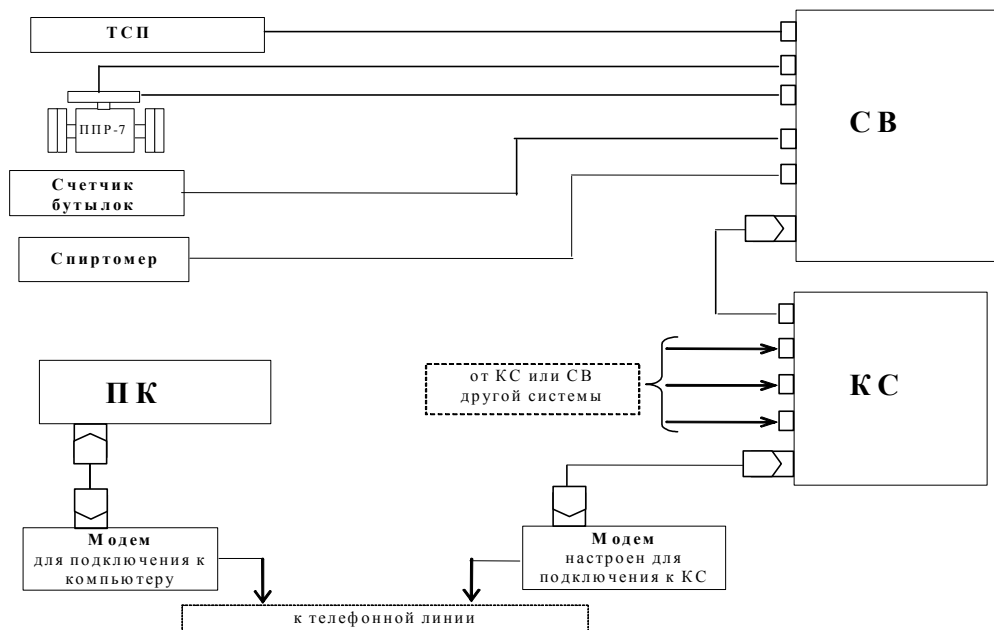 ТСП
ППР-7
СВ
Счетчик
бутылок
Спиртомер
ПК
от КС или СВ
другой системы
КС
Модем
для подключения к
компьютеру
Модем
настроен для
подключения к КС
к телефонной линии